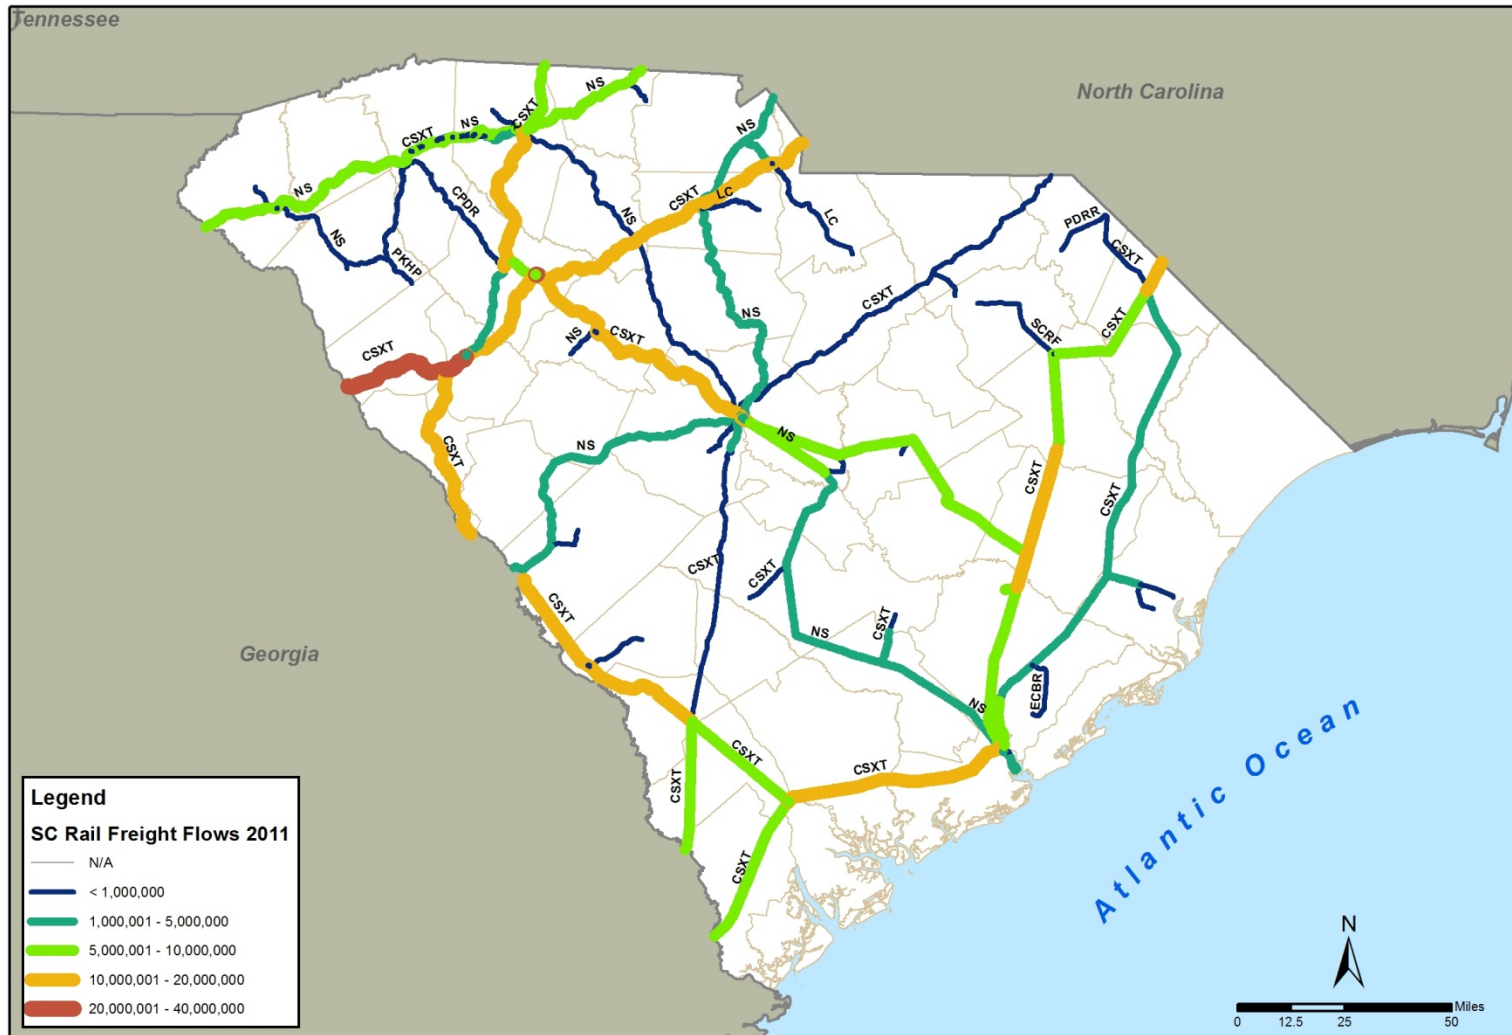 Tennessee
North Carolina
NS
CSXT
NS
CSXT
NS
NS
CSXT
LC
NS
CPDR
NS
LC
PDRR
CSXT
NS
PKHP
CSXT
NS
CSXT
SCRF
CSXT
NS
CSXT
CSXT
NS
NS
CSXT
CSXT
CSXT
CSXT
CSXT
CSXT
NS
CSXT
Georgia
ECBR
NS
CSXT
CSXT
CSXT
CSXT
Atlantic Ocean
Legend
SC Rail Freight Flows 2011
N/A
< 1,000,000
1,000,001 - 5,000,000
5,000,001 - 10,000,000
10,000,001 - 20,000,000
20,000,001 - 40,000,000
N
Miles
0 12.5 25 50